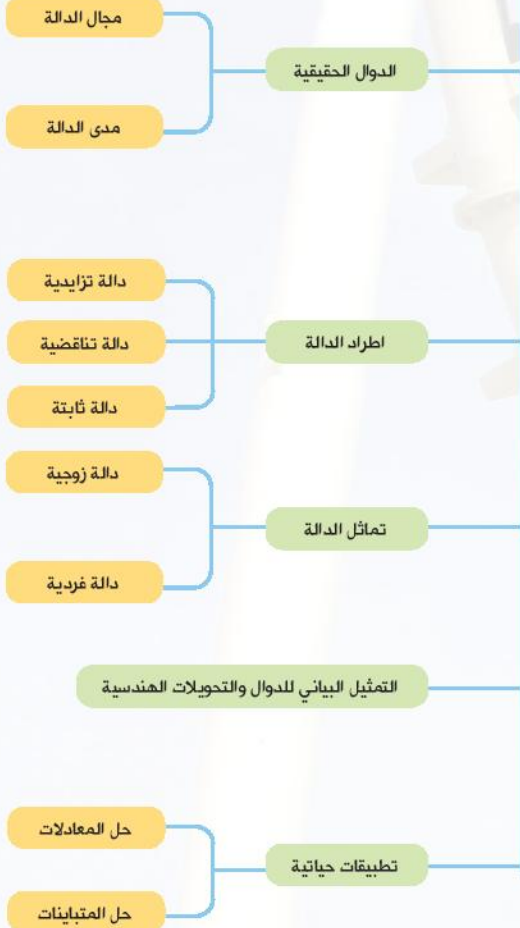 الدوال الحقيقية
مجال الدالة
مدى الدالة
اطراد الدالة
دالة تزايدية
دالة تناقضية
دالة ثابتة
تماثل الدالة
دالة زوجية
دالة فردية
التمثيل البياني للدوال والتحويلات الهندسية
تطبيقات حياتية
حل المعادلات
حل المتباينات